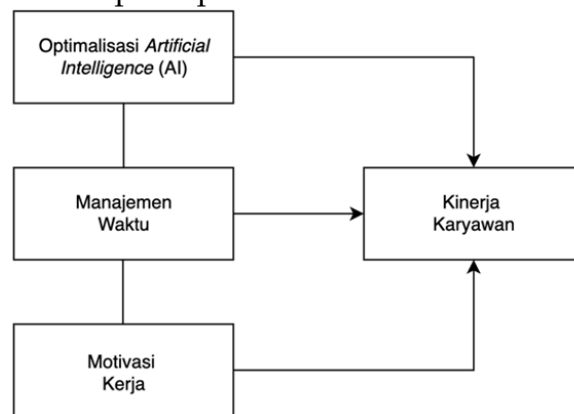 Optimalisasi Artificial
Intelligence (AI)
Manajemen
Waktu
Kinerja
Karyawan
Motivasi
Kerja